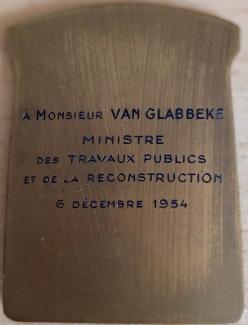 À MONSIEUR VAN GLABBEKE
MINISTRE
DES TRAVAUX PUBLICS
ET DE LA RECONSTRUCTION
6 DÉCEMBRE 1954